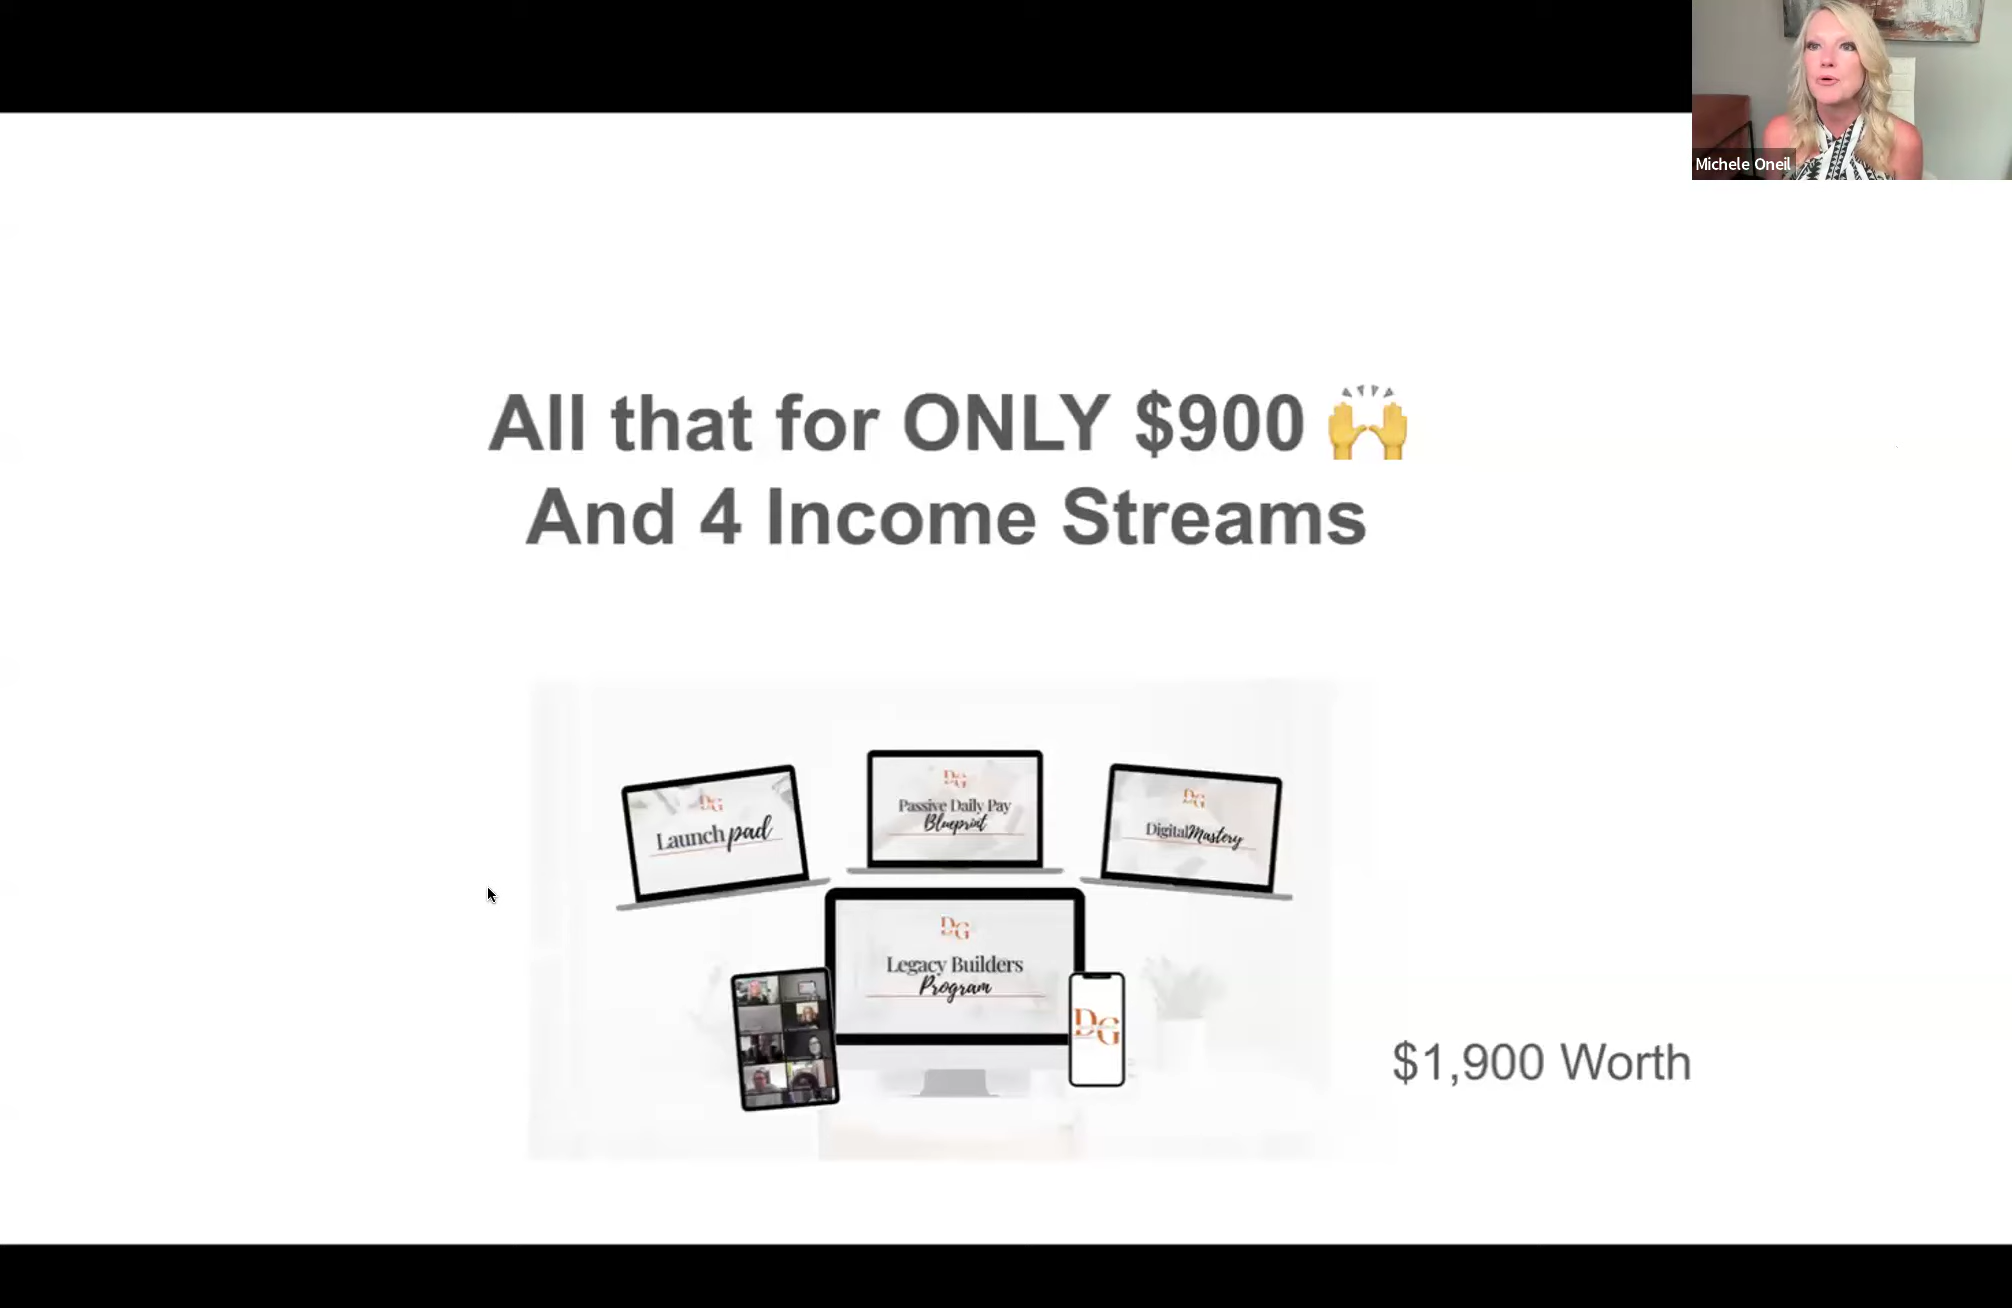 Michele Oneil
All that for ONLY $900 🙌
And 4 Income Streams
DG
Launch pad
DG
Passive Daily Pay
Blueprint
DG
Digital Mastery
DG
Legacy Builders
Program
DG
$1,900 Worth